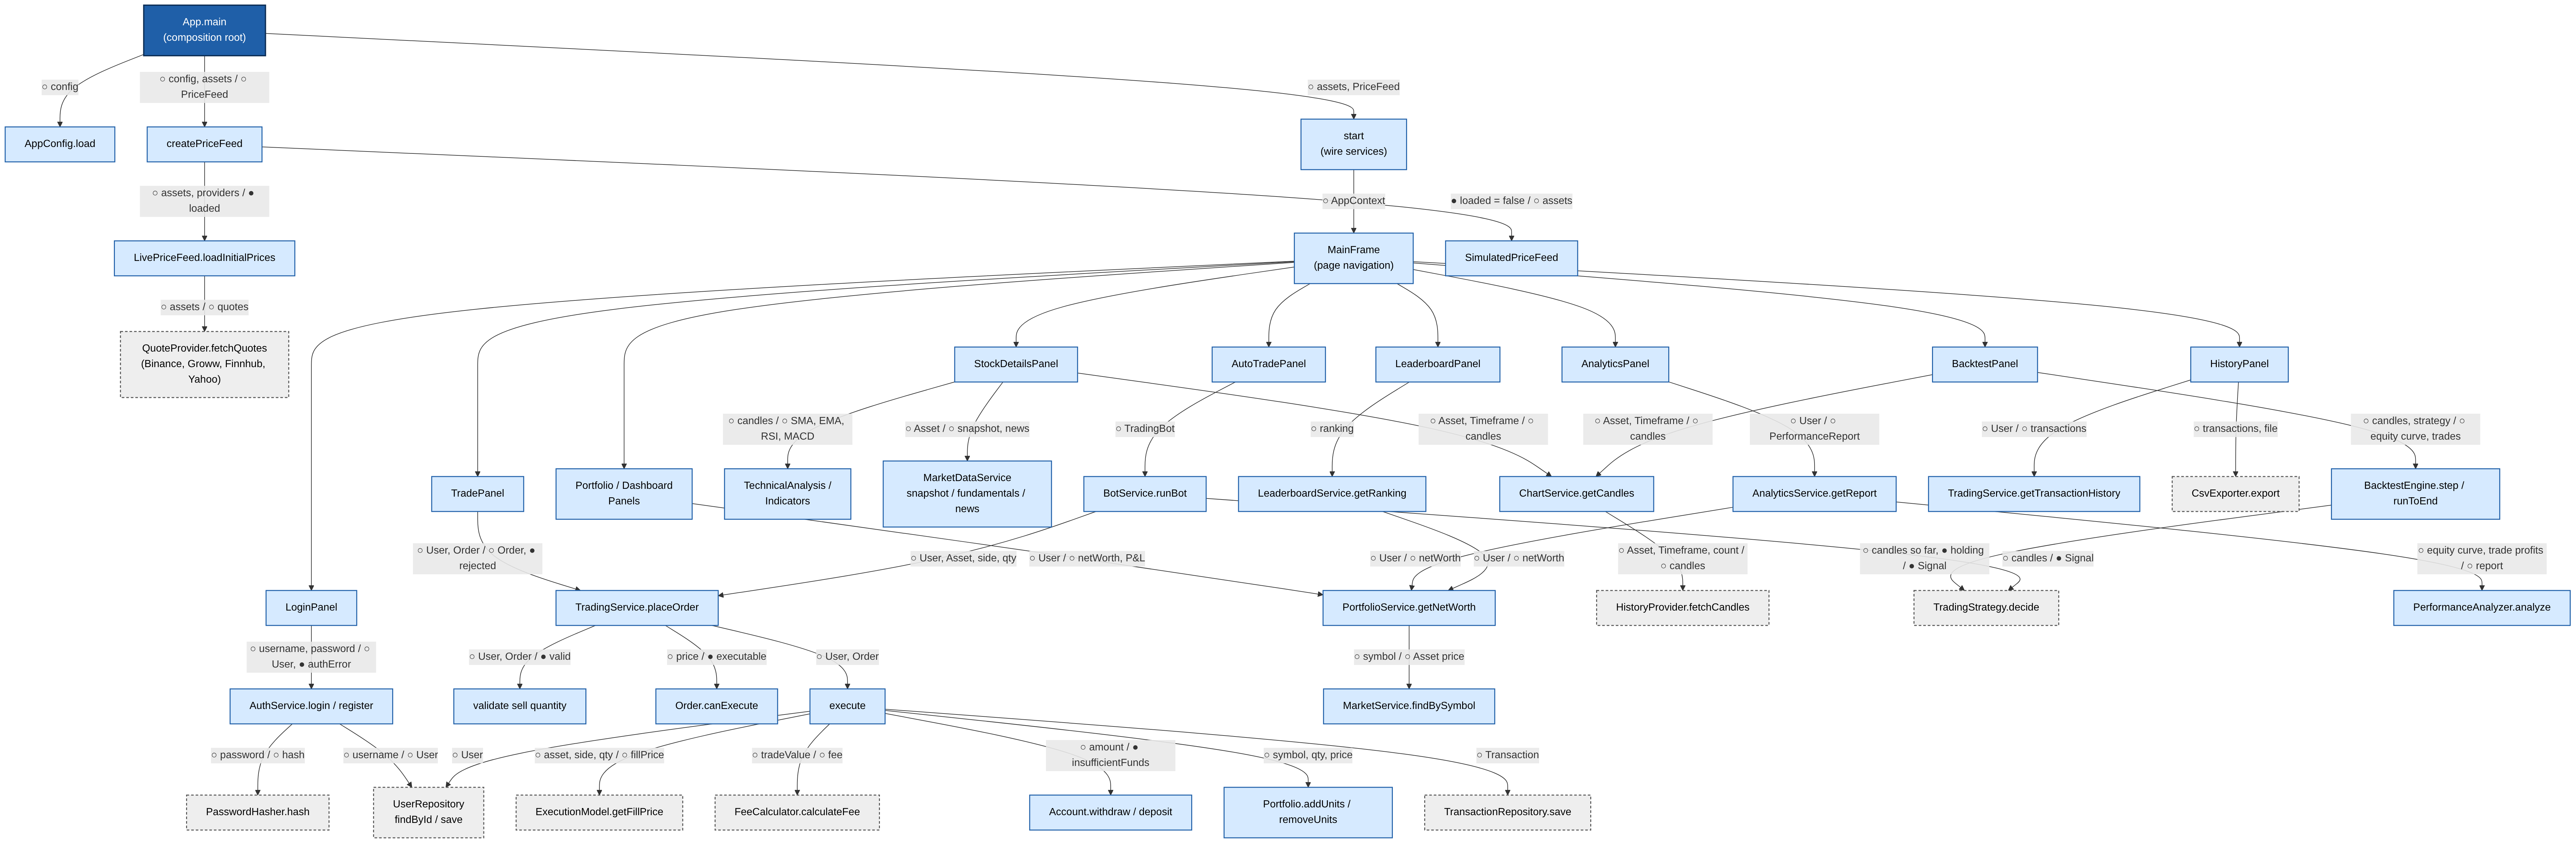 App.main
(composition root)
○ config
○ config, assets / ○
PriceFeed
○ assets, PriceFeed
AppConfig.load
createPriceFeed
start
(wire services)
○ assets, providers / ●
loaded
○ AppContext
● loaded = false / ○ assets
LivePriceFeed.loadInitialPrices
MainFrame
(page navigation)
SimulatedPriceFeed
○ assets / ○ quotes
QuoteProvider.fetchQuotes
(Binance, Groww, Finnhub,
Yahoo)
StockDetailsPanel
AutoTradePanel
LeaderboardPanel
AnalyticsPanel
BacktestPanel
HistoryPanel
○ candles / ○ SMA, EMA,
RSI, MACD
○ Asset / ○ snapshot, news
○ TradingBot
○ ranking
○ Asset, Timeframe / ○
candles
○ Asset, Timeframe / ○
candles
○ User / ○
PerformanceReport
○ User / ○ transactions
○ transactions, file
○ candles, strategy / ○
equity curve, trades
TradePanel
Portfolio / Dashboard
Panels
TechnicalAnalysis /
Indicators
MarketDataService
snapshot / fundamentals /
news
BotService.runBot
LeaderboardService.getRanking
ChartService.getCandles
AnalyticsService.getReport
TradingService.getTransactionHistory
CsvExporter.export
BacktestEngine.step /
runToEnd
○ User, Order / ○ Order, ●
rejected
○ User, Asset, side, qty
○ User / ○ netWorth, P&L
○ User / ○ netWorth
○ User / ○ netWorth
○ Asset, Timeframe, count /
○ candles
○ candles so far, ● holding
/ ● Signal
○ candles / ● Signal
○ equity curve, trade profits
/ ○ report
LoginPanel
TradingService.placeOrder
PortfolioService.getNetWorth
HistoryProvider.fetchCandles
TradingStrategy.decide
PerformanceAnalyzer.analyze
○ username, password / ○
User, ● authError
○ User, Order / ● valid
○ price / ● executable
○ User, Order
○ symbol / ○ Asset price
AuthService.login / register
validate sell quantity
Order.canExecute
execute
MarketService.findBySymbol
○ password / ○ hash
○ username / ○ User
○ User
○ asset, side, qty / ○ fillPrice
○ tradeValue / ○ fee
○ amount / ●
insufficientFunds
○ symbol, qty, price
○ Transaction
PasswordHasher.hash
UserRepository
findById / save
ExecutionModel.getFillPrice
FeeCalculator.calculateFee
Account.withdraw / deposit
Portfolio.addUnits /
removeUnits
TransactionRepository.save